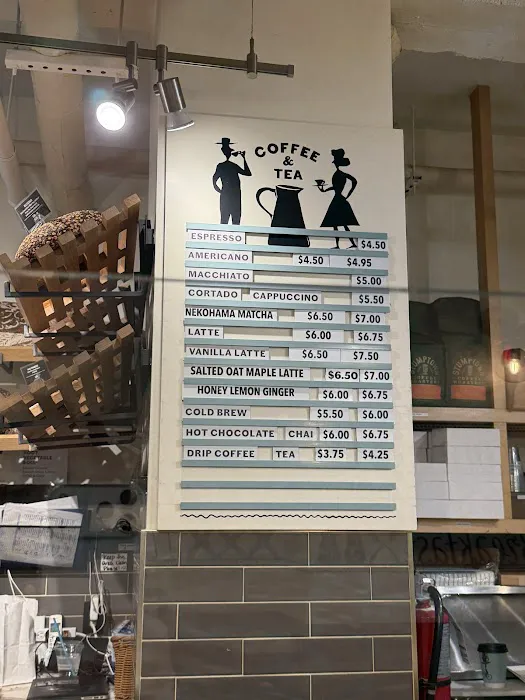 COFFEE
&
TEA
ESPRESSO $4.50
AMERICANO $4.50 $4.95
MACCHIATO $5.00
CORTADO CAPPUCCINO $5.50
NEKOHAMA MATCHA $6.50 $7.00
LATTE $6.00 $6.75
VANILLA LATTE $6.50 $7.50
SALTED OAT MAPLE LATTE $6.50 $7.00
HONEY LEMON GINGER $6.00 $6.75
COLD BREW $5.50 $6.00
HOT CHOCOLATE CHAI $6.00 $6.75
DRIP COFFEE TEA $3.75 $4.25